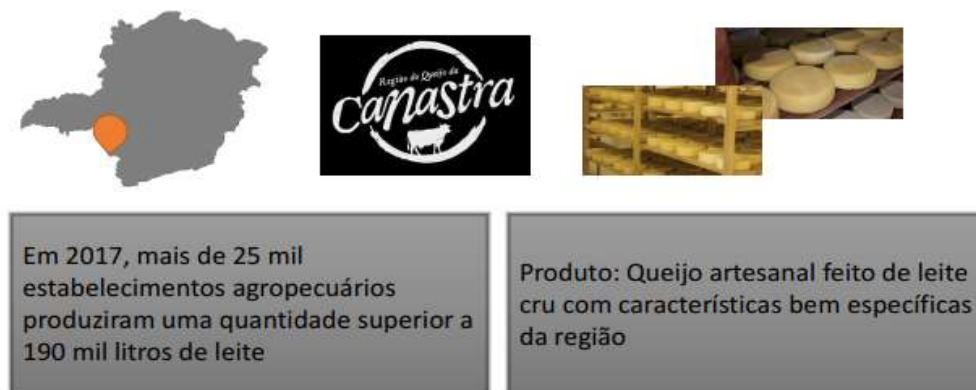 Região do Queijo da
Canastra
Em 2017, mais de 25 mil
estabelecimentos agropecuários
produziram uma quantidade superior a
190 mil litros de leite
Produto: Queijo artesanal feito de leite
cru com características bem específicas
da região